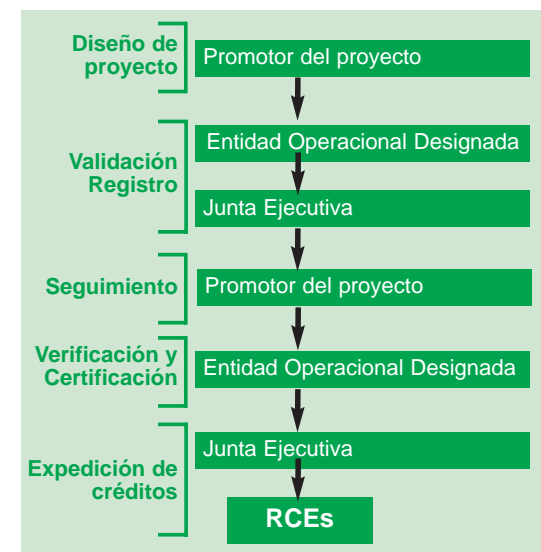 Diseño de
proyecto
Promotor del proyecto
Validación
Registro
Entidad Operacional Designada
Junta Ejecutiva
Seguimiento
Promotor del proyecto
Verificación y
Certificación
Entidad Operacional Designada
Expedición de
créditos
Junta Ejecutiva
RCEs